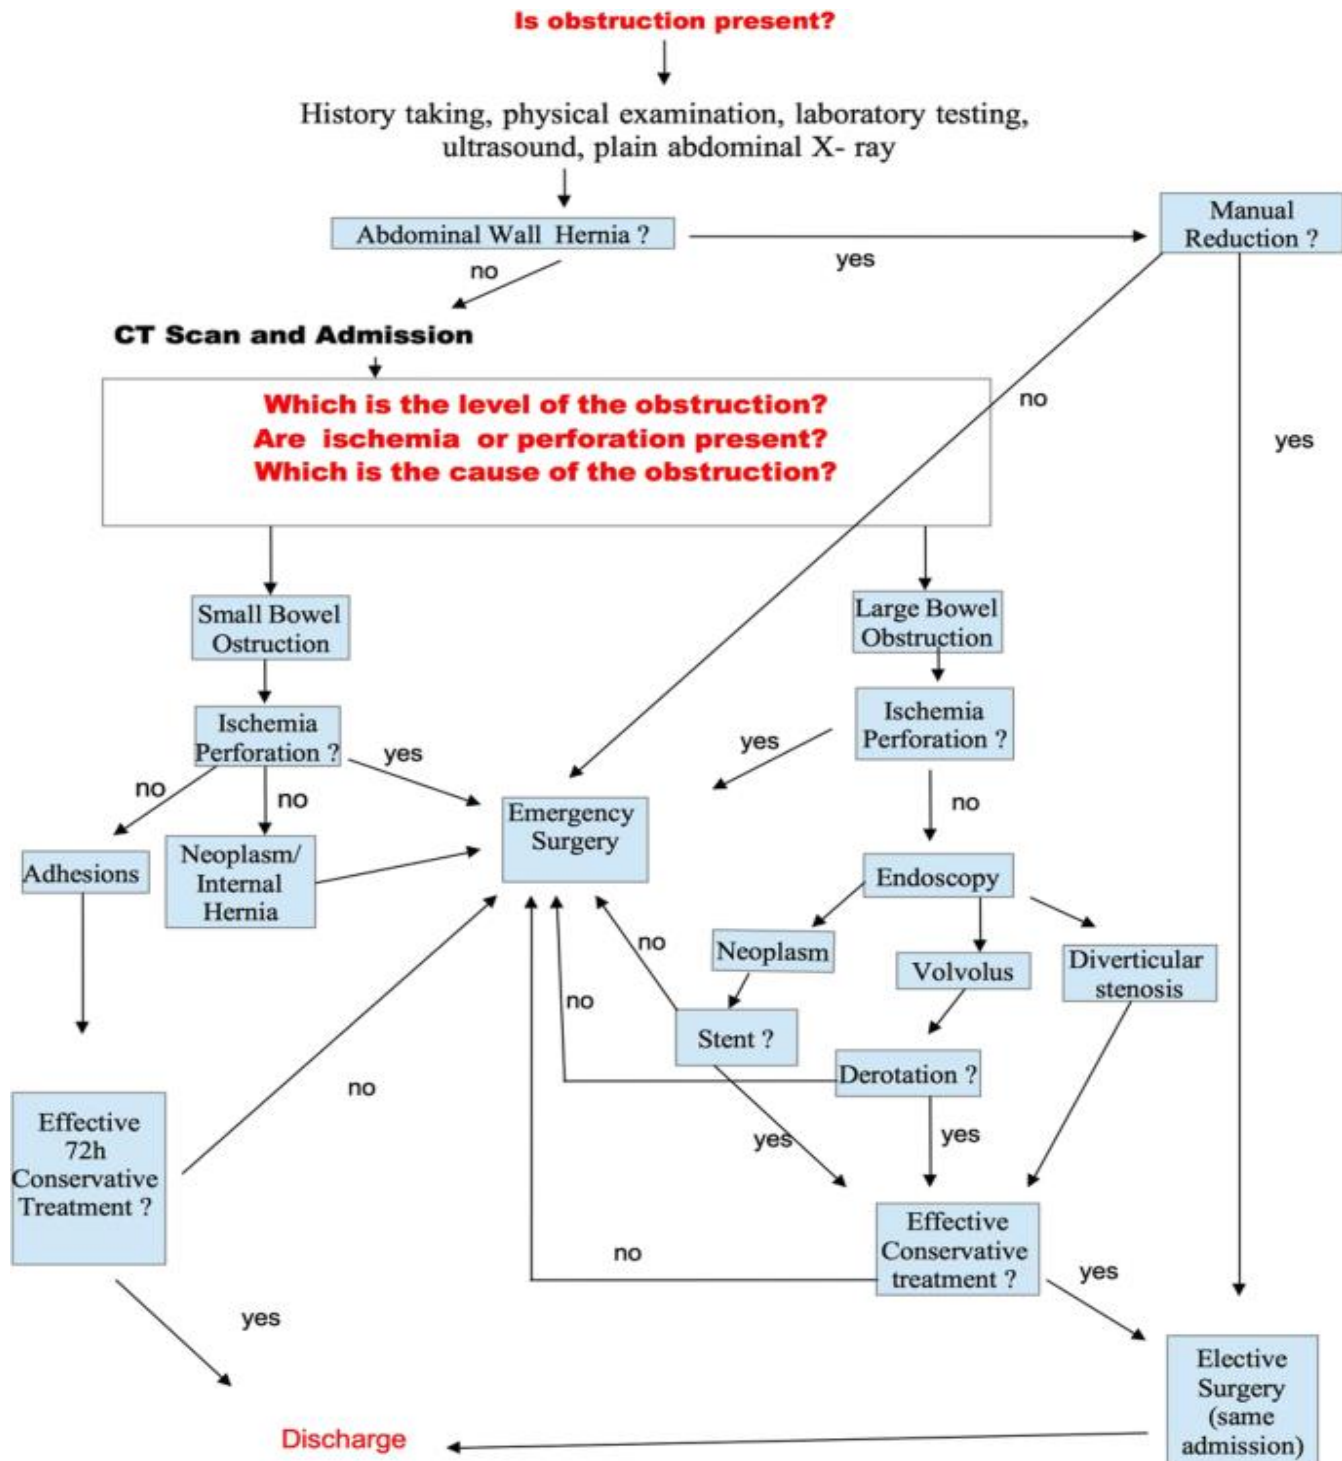 Is obstruction present?
History taking, physical examination, laboratory testing,
ultrasound, plain abdominal X- ray
Abdominal Wall Hernia ?
yes
Manual
Reduction ?
no
CT Scan and Admission
Which is the level of the obstruction?
Are ischemia or perforation present?
Which is the cause of the obstruction?
no
yes
Small Bowel
Ostruction
Large Bowel
Obstruction
Ischemia
Perforation ?
yes
no
no
Ischemia
Perforation ?
yes
no
Emergency
Surgery
Adhesions
Neoplasm/
Internal
Hernia
Endoscopy
Neoplasm
Volvolus
Diverticular
stenosis
no
no
Stent ?
Derotation ?
yes
yes
no
Effective
72h
Conservative
Treatment ?
Effective
Conservative
treatment ?
no
yes
yes
Elective
Surgery
(same
admission)
Discharge